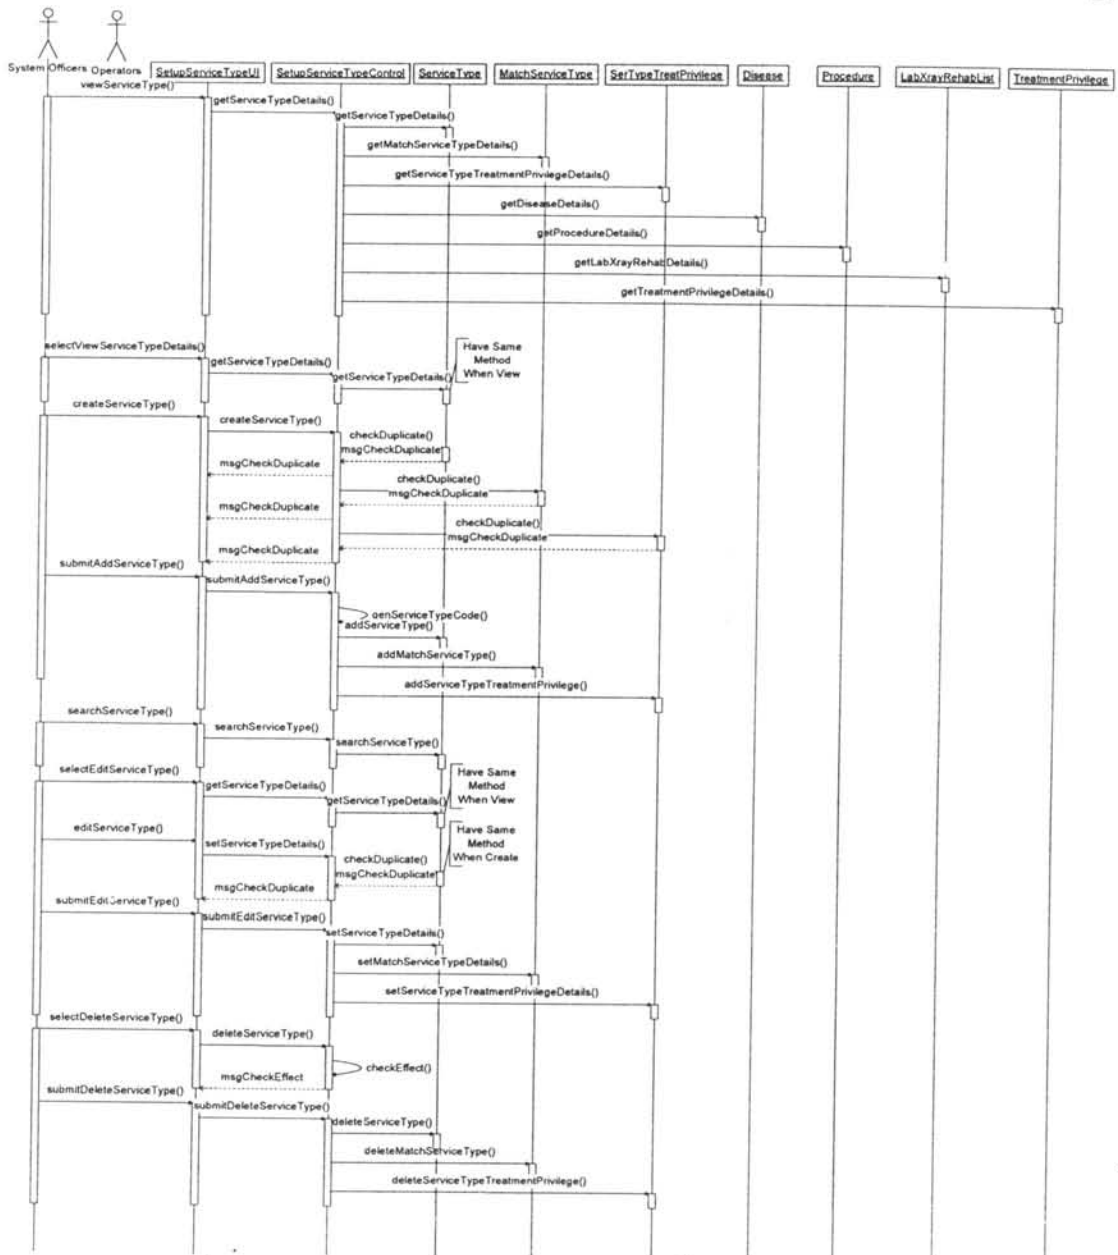 System Officers
Operators
SetupServiceTypeUI
SetupServiceTypeControl
ServiceType
MatchServiceType
SerTypeTreatPrivilege
Disease
Procedure
LabXrayRehabList
TreatmentPrivilege
viewServiceType()
getServiceTypeDetails()
getServiceTypeDetails()
getMatchServiceTypeDetails()
getServiceTypeTreatmentPrivilegeDetails()
getDiseaseDetails()
getProcedureDetails()
getLabXrayRehabDetails()
getTreatmentPrivilegeDetails()
selectViewServiceTypeDetails()
getServiceTypeDetails()
getServiceTypeDetails()
Have Same
Method
When View
createServiceType()
createServiceType()
checkDuplicate()
msgCheckDuplicate
msgCheckDuplicate
checkDuplicate()
msgCheckDuplicate
msgCheckDuplicate
checkDuplicate()
msgCheckDuplicate
msgCheckDuplicate
submitAddServiceType()
submitAddServiceType()
genServiceTypeCode()
addServiceType()
addMatchServiceType()
addServiceTypeTreatmentPrivilege()
searchServiceType()
searchServiceType()
searchServiceType()
selectEditServiceType()
getServiceTypeDetails()
getServiceTypeDetails()
Have Same
Method
When View
editServiceType()
setServiceTypeDetails()
checkDuplicate()
msgCheckDuplicate
Have Same
Method
When Create
msgCheckDuplicate
submitEditServiceType()
submitEditServiceType()
setServiceTypeDetails()
setMatchServiceTypeDetails()
setServiceTypeTreatmentPrivilegeDetails()
selectDeleteServiceType()
deleteServiceType()
checkEffect()
msgCheckEffect
submitDeleteServiceType()
submitDeleteServiceType()
deleteServiceType()
deleteMatchServiceType()
deleteServiceTypeTreatmentPrivilege()